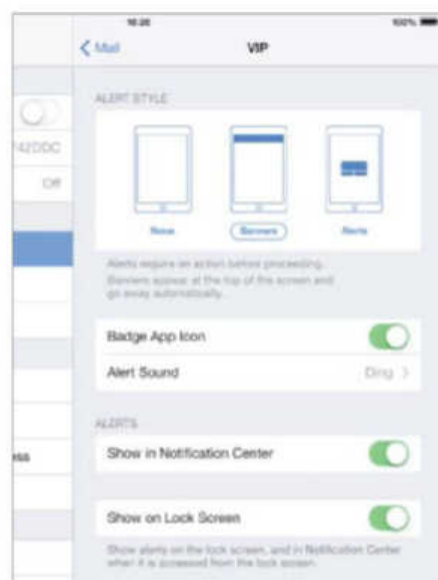 16:20 100%
Mail VIP
ALERT STYLE
None Banners Alerts
Off
Alerts require an action before proceeding.
Banners appear at the top of the screen and
go away automatically.
Badge App Icon
Alert Sound Ding
ALERTS
Show in Notification Center
Show on Lock Screen
Show alerts on the lock screen, and in Notification Center
when it is accessed from the lock screen.